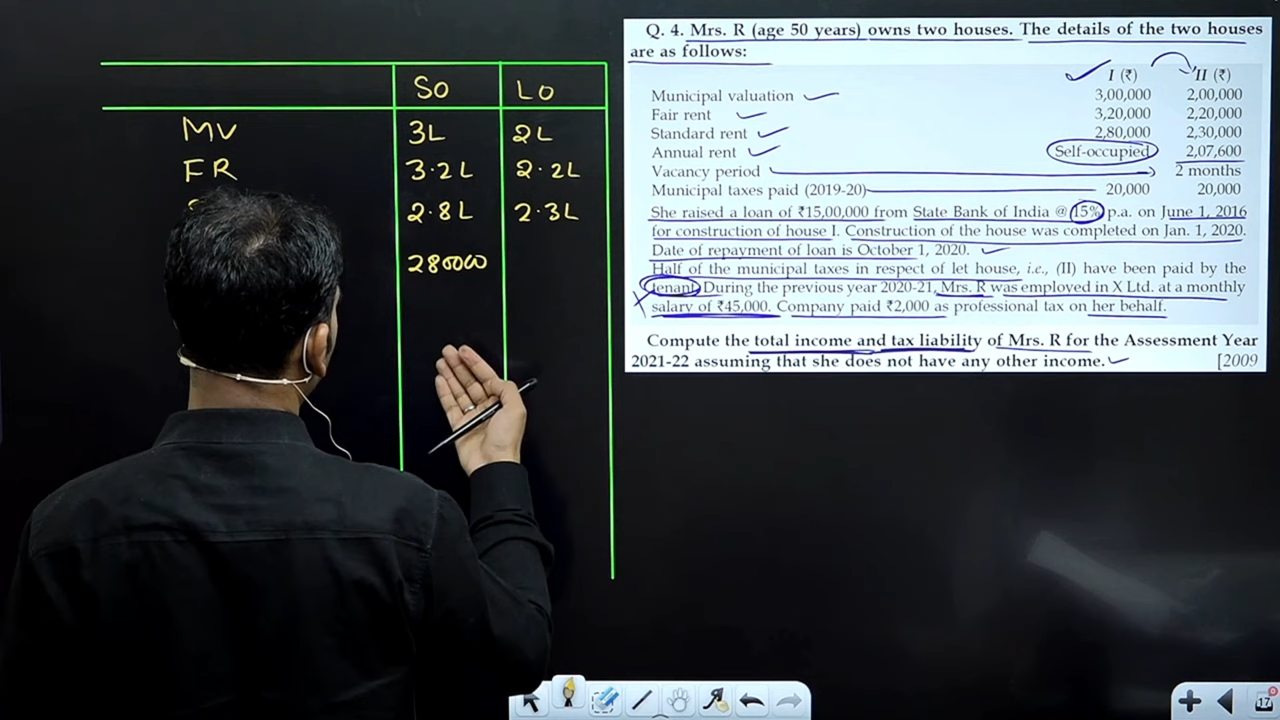 SO LO
MV 3L 2L
FR 3.2L 2.2L
2.8L 2.3L
280000
Q. 4. Mrs. R (age 50 years) owns two houses. The details of the two houses
are as follows:
I (₹) II (₹)
Municipal valuation 3,00,000 2,00,000
Fair rent 3,20,000 2,20,000
Standard rent 2,80,000 2,30,000
Annual rent Self-occupied 2,07,600
Vacancy period 2 months
Municipal taxes paid (2019-20) 20,000 20,000
She raised a loan of ₹15,00,000 from State Bank of India @ 15% p.a. on June 1, 2016
for construction of house I. Construction of the house was completed on Jan. 1, 2020.
Date of repayment of loan is October 1, 2020.
Half of the municipal taxes in respect of let house, i.e., (II) have been paid by the
tenant. During the previous year 2020-21, Mrs. R was employed in X Ltd. at a monthly
salary of ₹45,000. Company paid ₹2,000 as professional tax on her behalf.
Compute the total income and tax liability of Mrs. R for the Assessment Year
2021-22 assuming that she does not have any other income. [2009
17